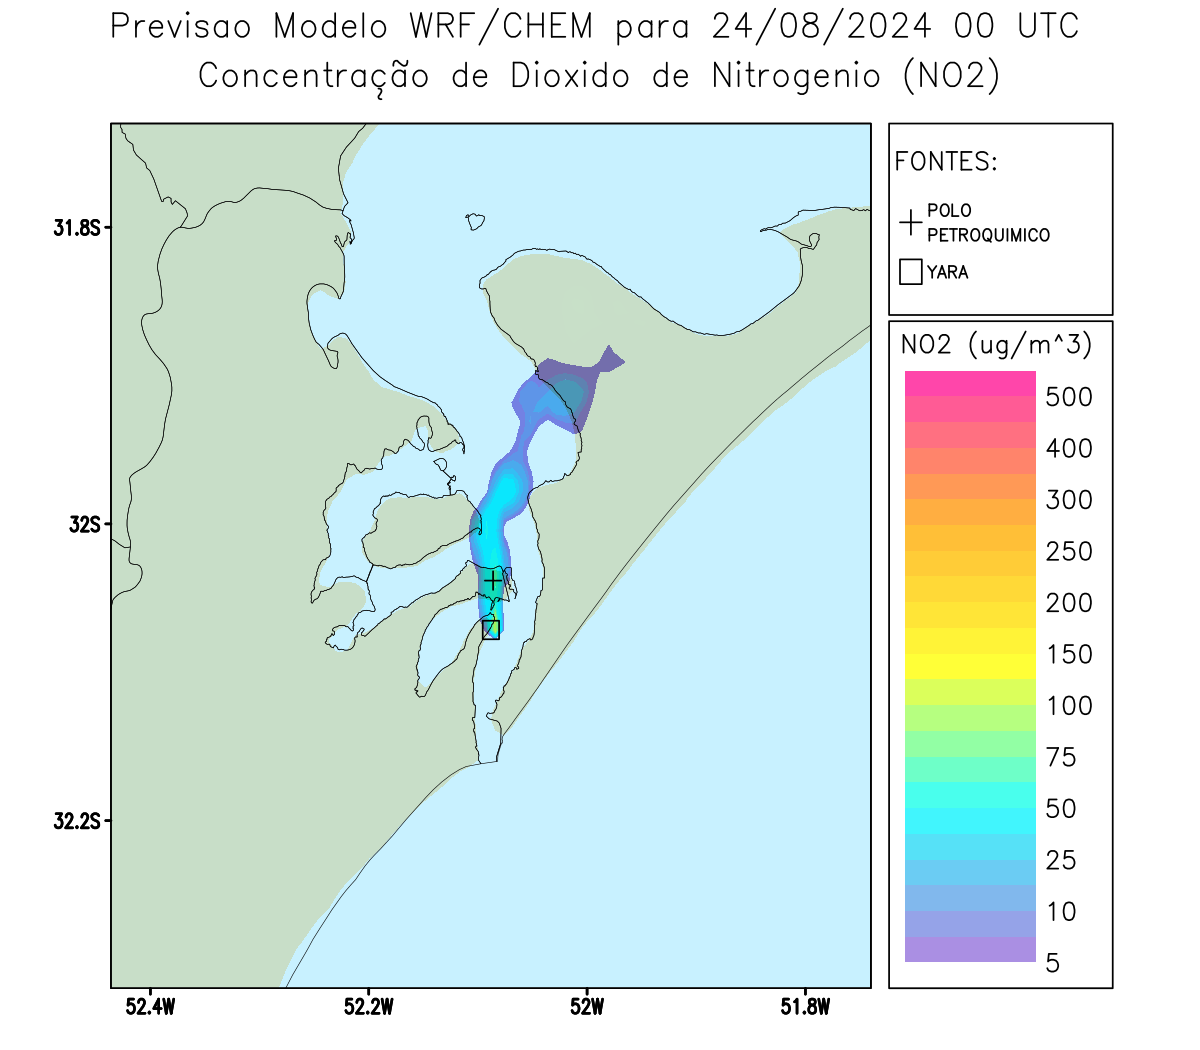 Previsao Modelo WRF/CHEM para 24/08/2024 00 UTC
Concentração de Dioxido de Nitrogenio (NO2)
FONTES:
POLO
PETROQUIMICO
YARA
NO2 (ug/m^3)
500
400
300
250
200
150
100
75
50
25
10
5
31.8S
32S
32.2S
52.4W
52.2W
52W
51.8W